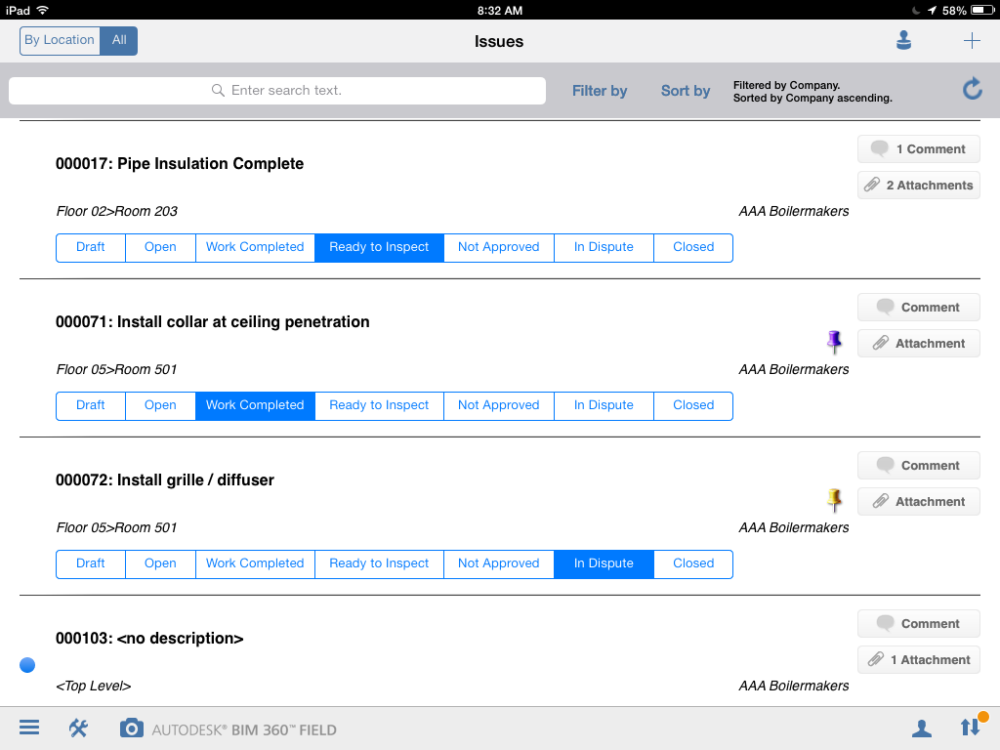 iPad 8:32 AM 58%
By Location All Issues
Enter search text. Filter by Sort by Filtered by Company.
Sorted by Company ascending.
000017: Pipe Insulation Complete
1 Comment
2 Attachments
Floor 02>Room 203 AAA Boilermakers
Draft Open Work Completed Ready to Inspect Not Approved In Dispute Closed
000071: Install collar at ceiling penetration
Comment
Attachment
Floor 05>Room 501 AAA Boilermakers
Draft Open Work Completed Ready to Inspect Not Approved In Dispute Closed
000072: Install grille / diffuser
Comment
Attachment
Floor 05>Room 501 AAA Boilermakers
Draft Open Work Completed Ready to Inspect Not Approved In Dispute Closed
000103: <no description>
Comment
1 Attachment
<Top Level> AAA Boilermakers
AUTODESK® BIM 360™ FIELD